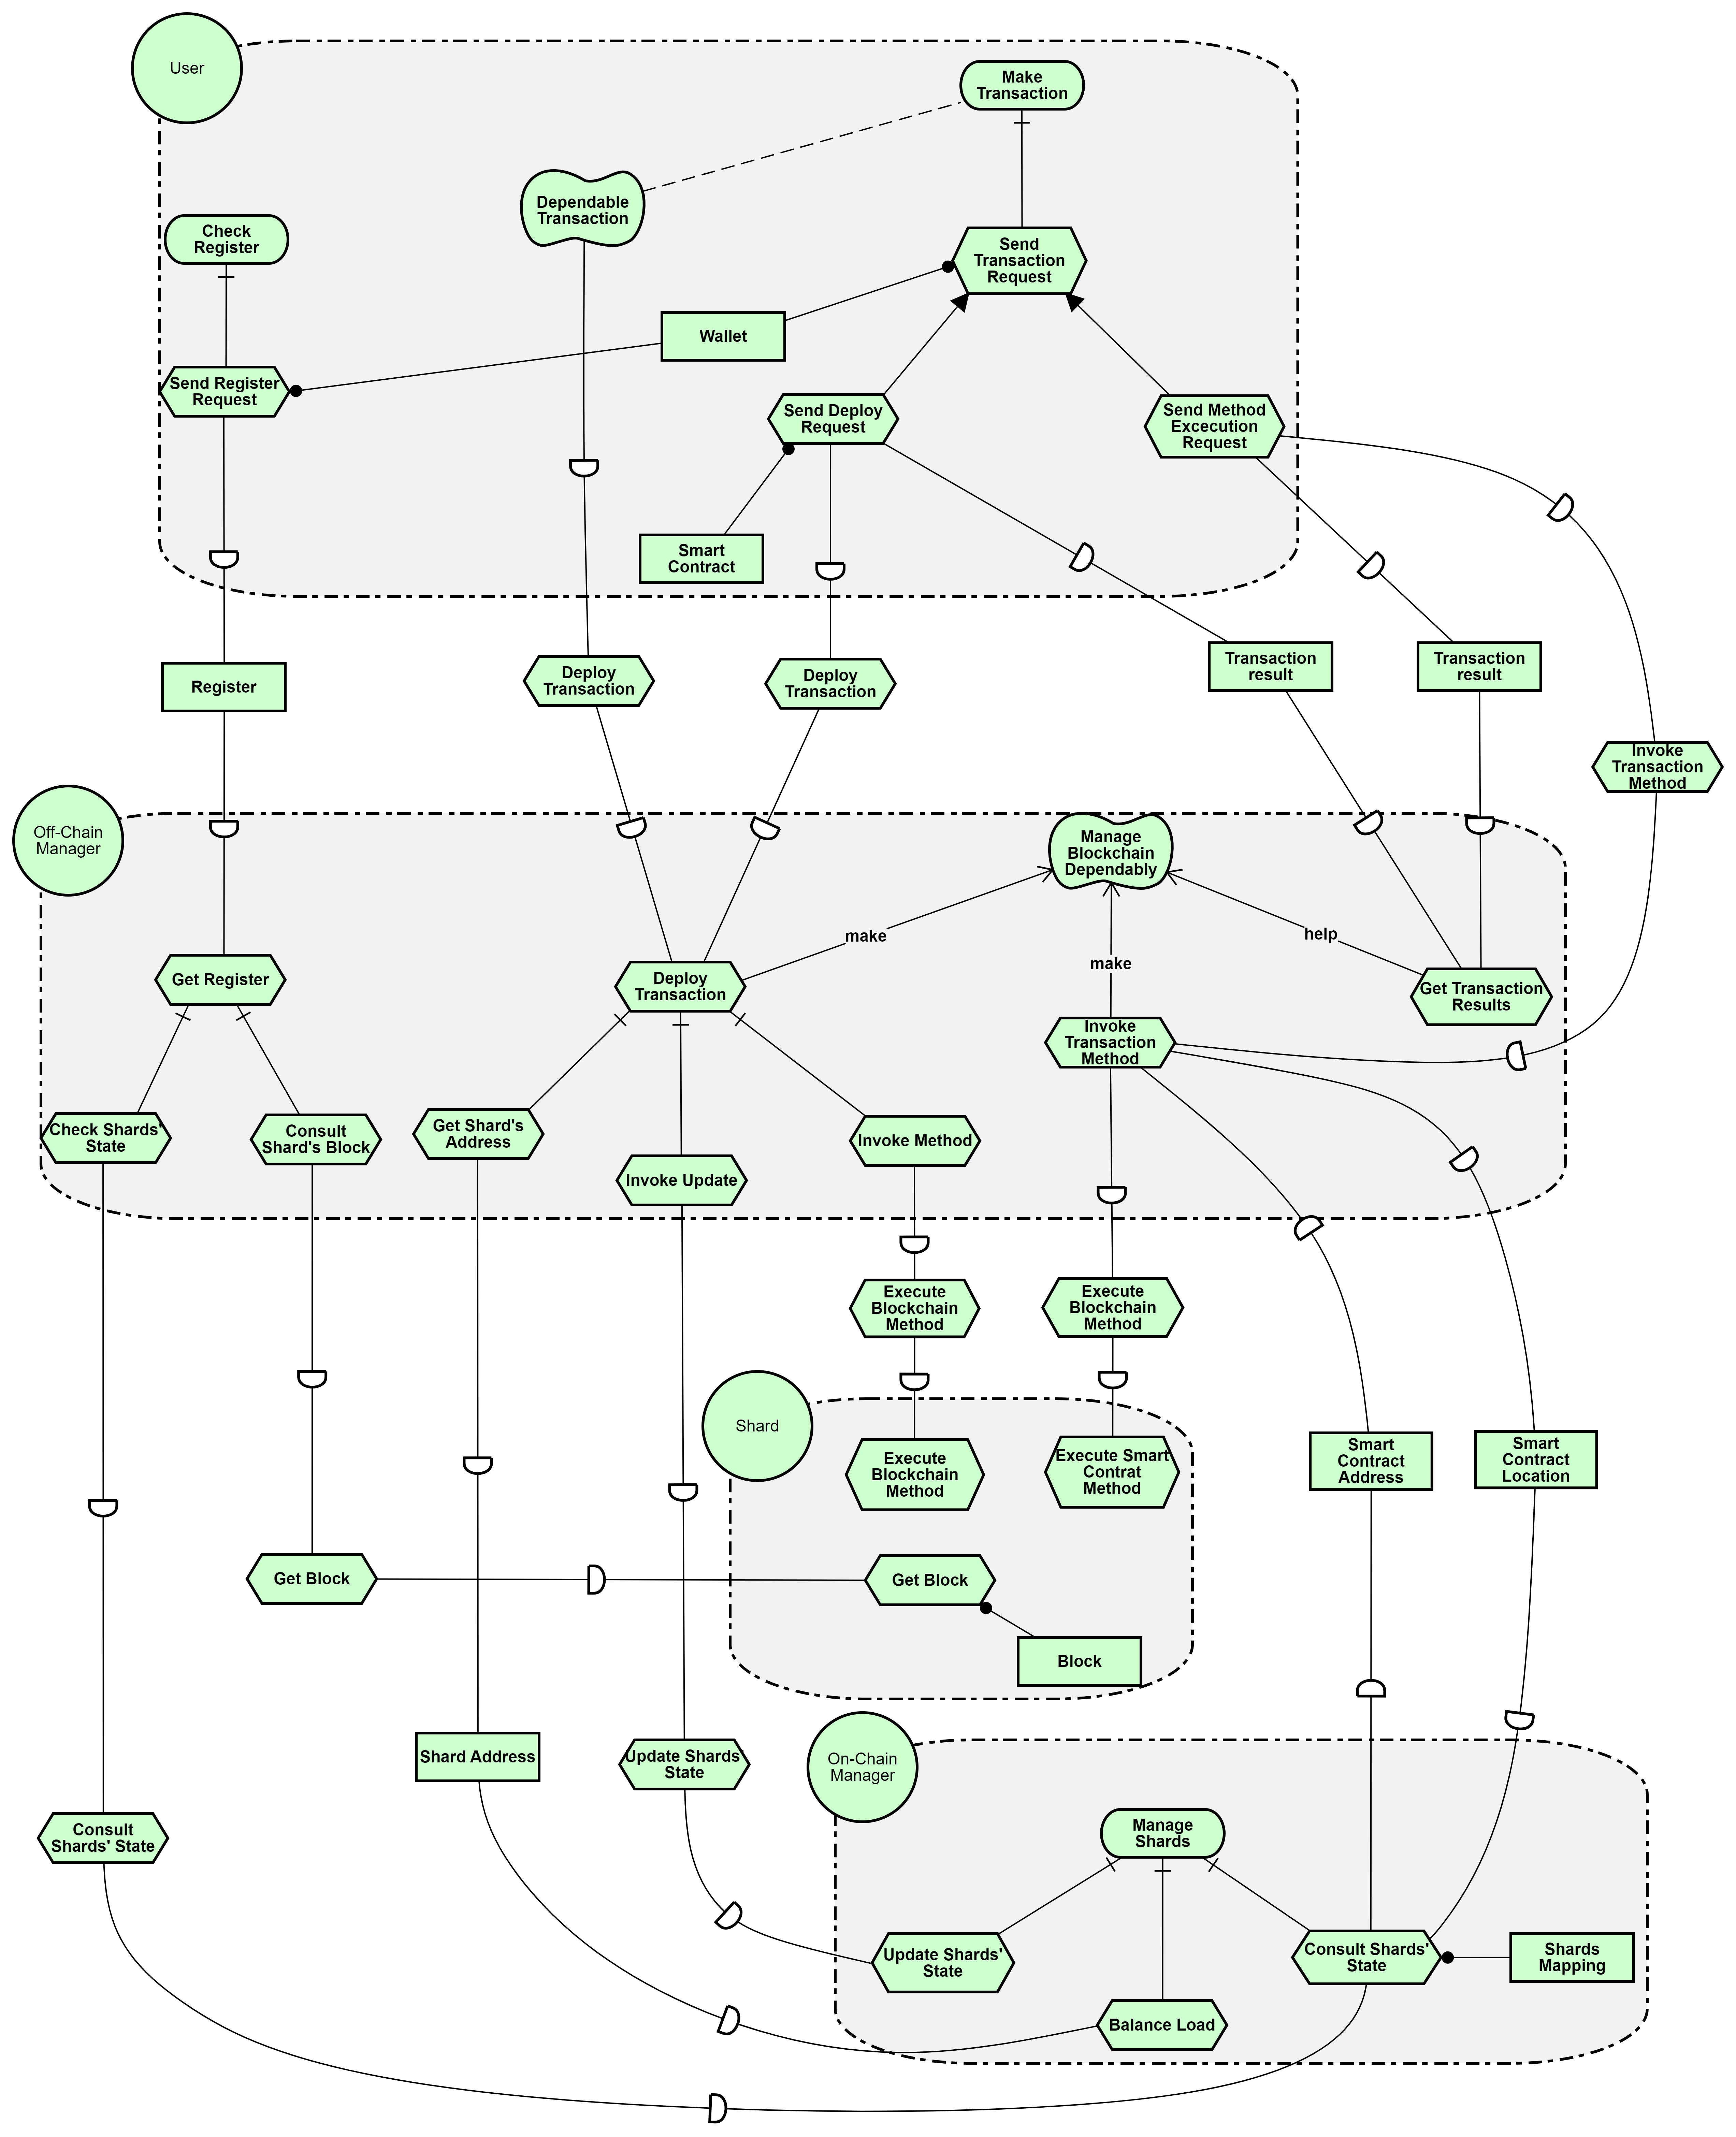 User
Make
Transaction
Dependable
Transaction
Check
Register
Send
Transaction
Request
Wallet
Send Register
Request
Send Deploy
Request
Send Method
Excecution
Request
Smart
Contract
Register
Deploy
Transaction
Deploy
Transaction
Transaction
result
Transaction
result
Invoke
Transaction
Method
Off-Chain
Manager
Manage
Blockchain
Dependably
make
help
make
Get Register
Deploy
Transaction
Get Transaction
Results
Invoke
Transaction
Method
Check Shards'
State
Consult
Shard's Block
Get Shard's
Address
Invoke Update
Invoke Method
Execute
Blockchain
Method
Execute
Blockchain
Method
Shard
Execute
Blockchain
Method
Execute Smart
Contrat
Method
Smart
Contract
Address
Smart
Contract
Location
Get Block
Get Block
Block
Shard Address
Update Shards'
State
On-Chain
Manager
Consult
Shards' State
Manage
Shards
Update Shards'
State
Consult Shards'
State
Shards
Mapping
Balance Load